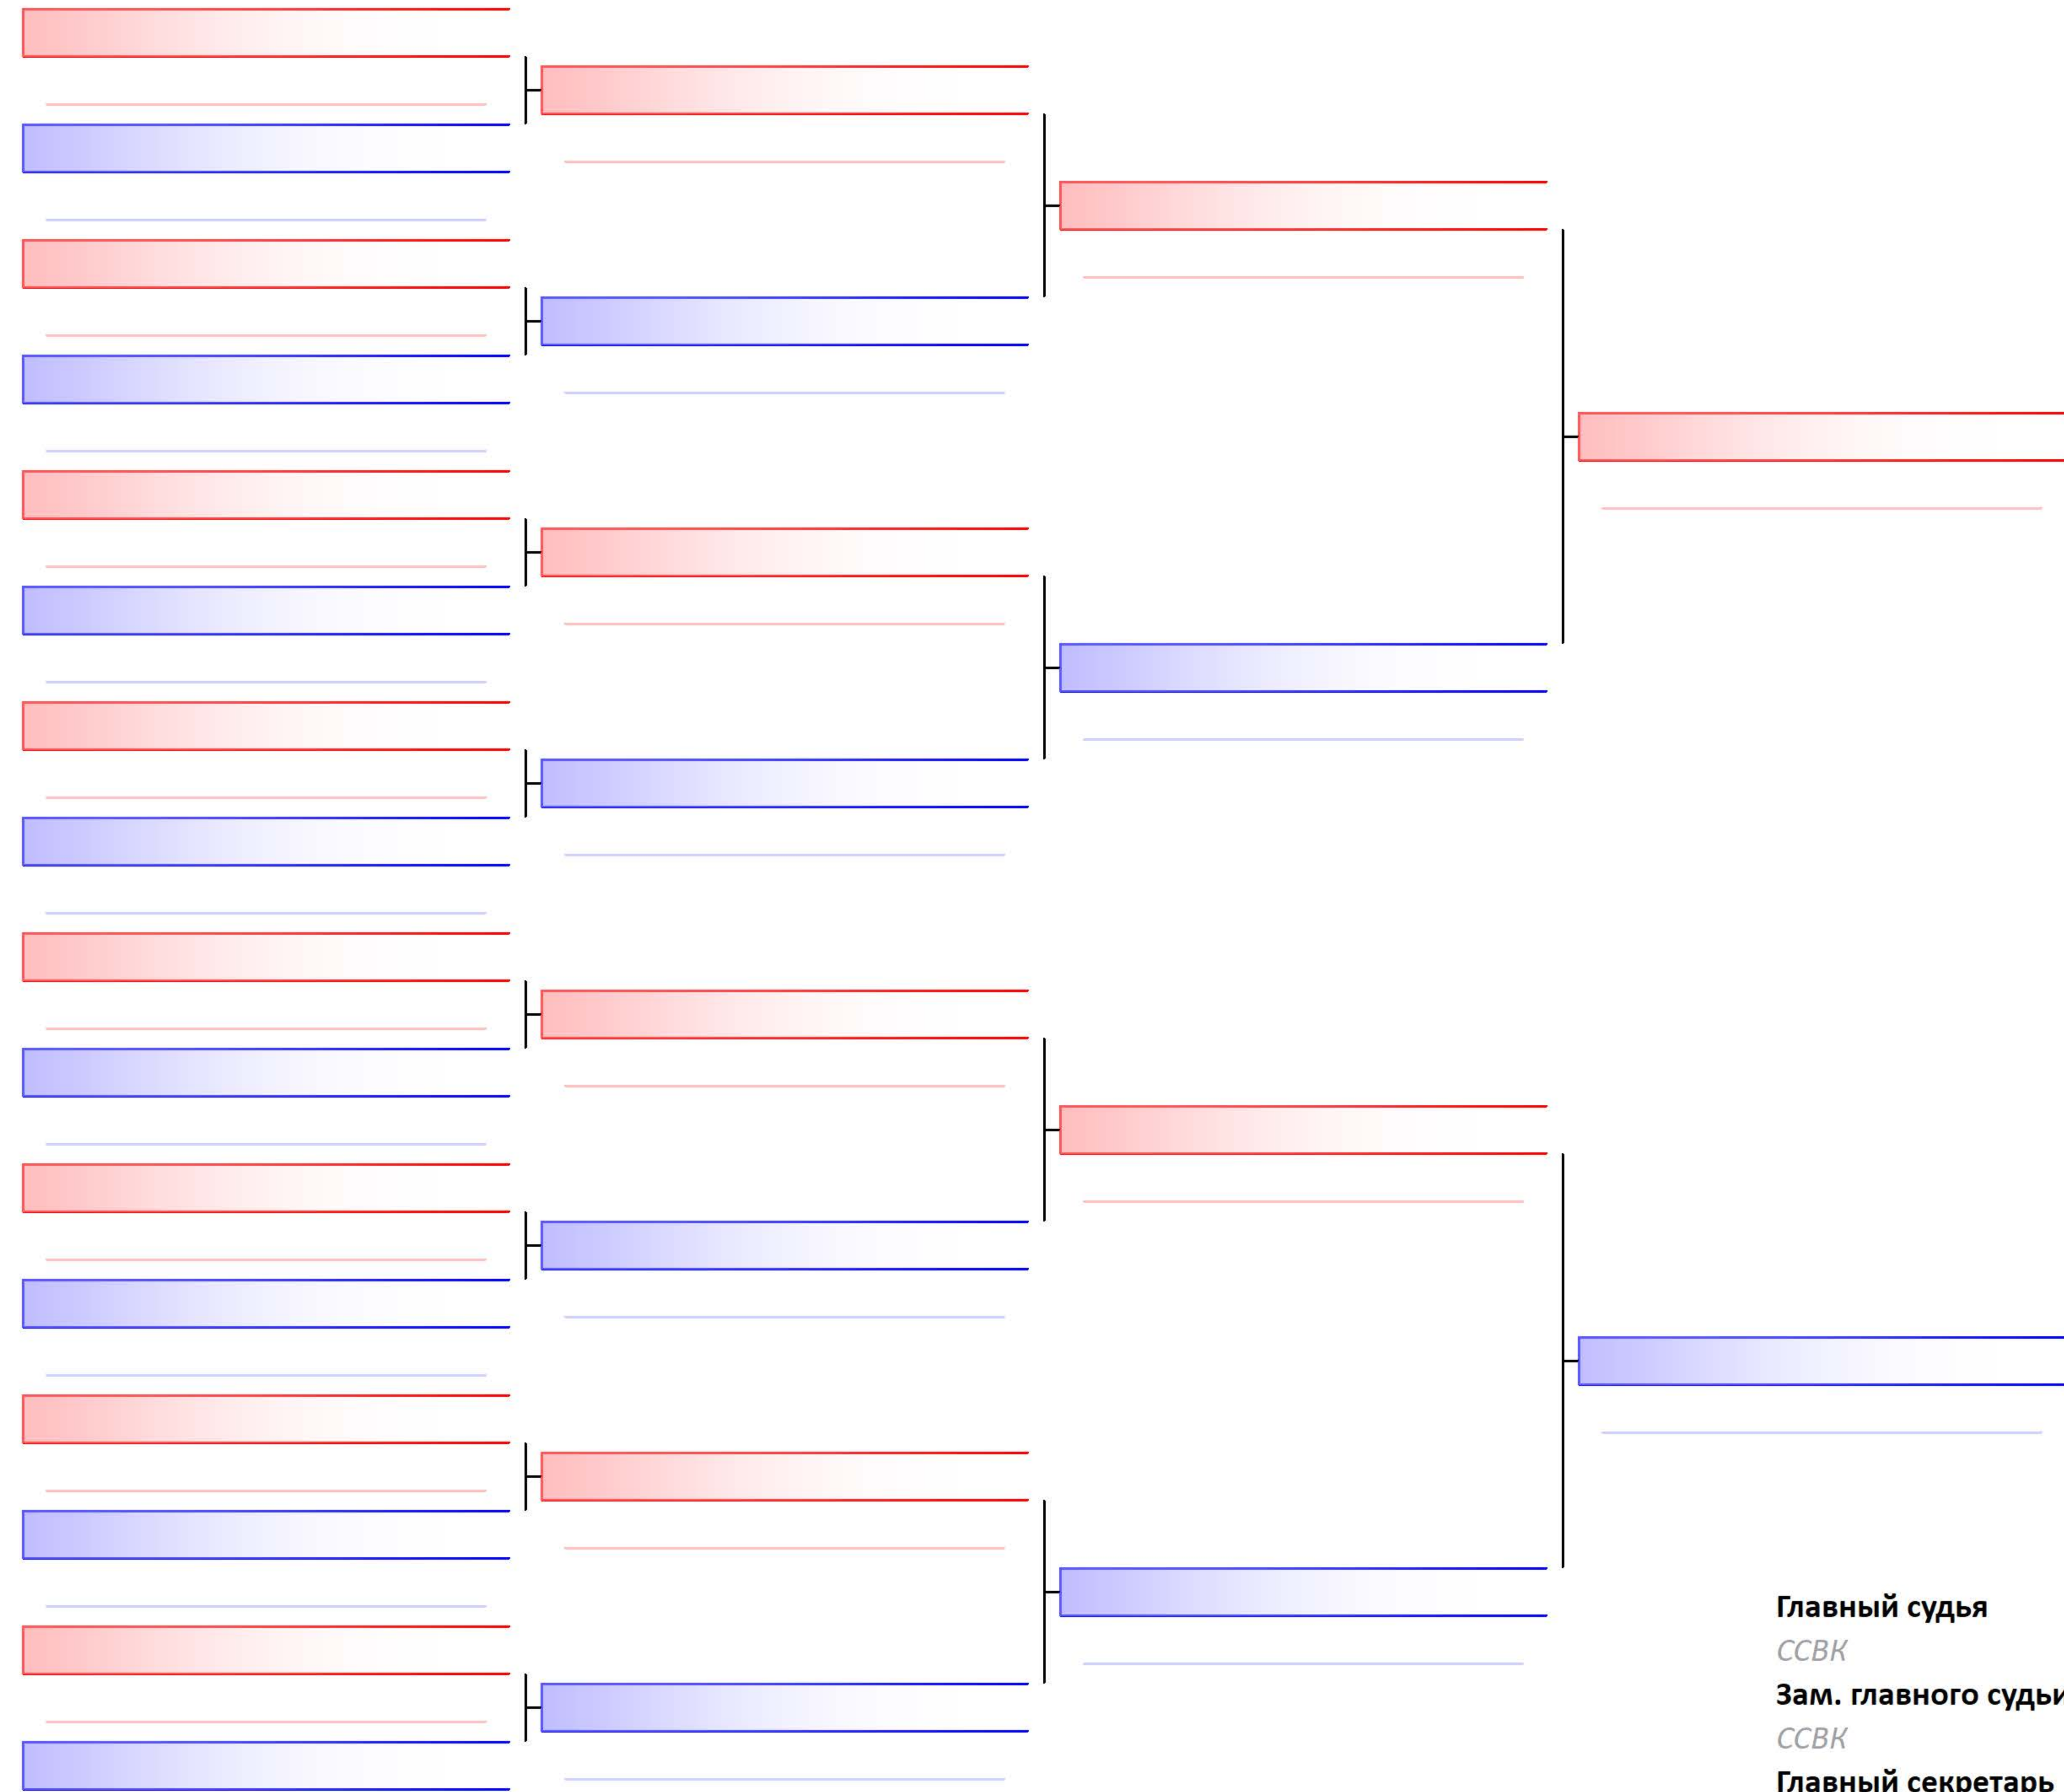 Главный судья
ССВК
Зам. главного судьи
ССВК
Главный секретарь